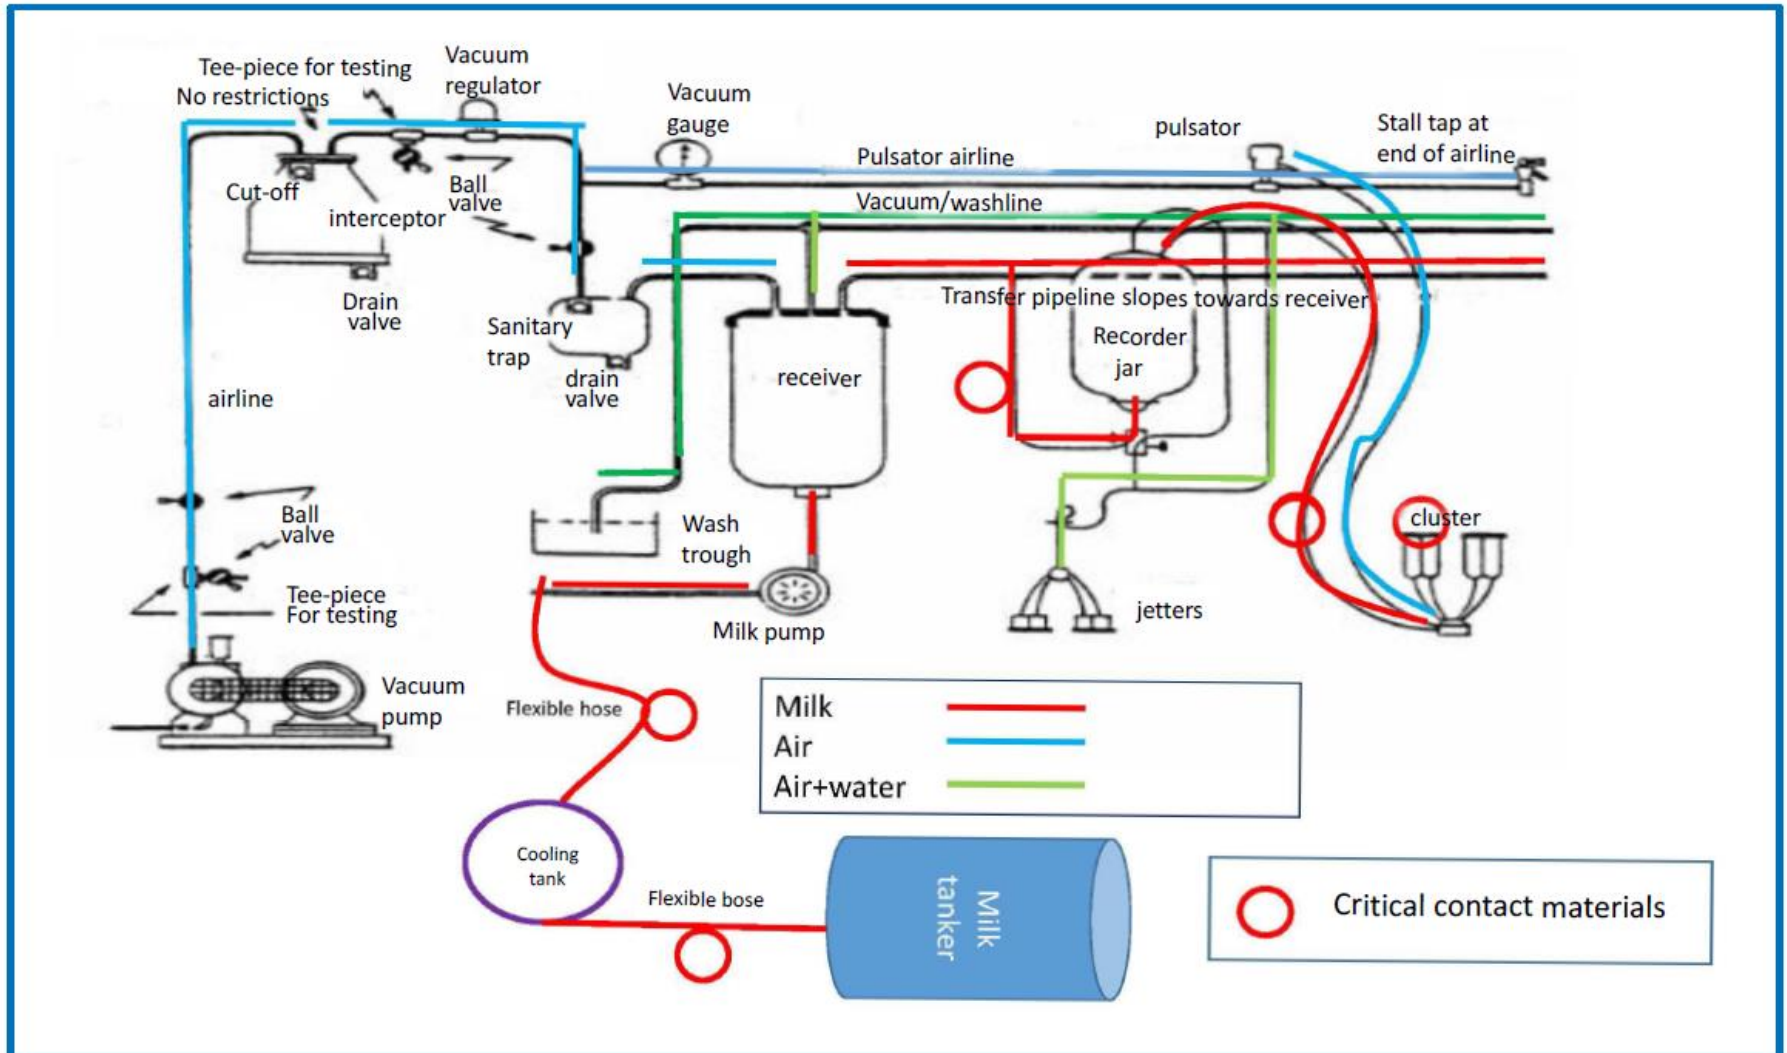 Tee-piece for testing
No restrictions
Vacuum
regulator
Vacuum
gauge
pulsator
Stall tap at
end of airline
Pulsator airline
Cut-off
interceptor
Ball
valve
Vacuum/washline
Drain
valve
Sanitary
trap
drain
valve
receiver
Transfer pipeline slopes towards receiver
Recorder
jar
airline
Ball
valve
Tee-piece
For testing
Wash
trough
cluster
jetters
Milk pump
Vacuum
pump
Flexible hose
Milk
Air
Air+water
Cooling
tank
Flexible bose
Milk
tanker
Critical contact materials